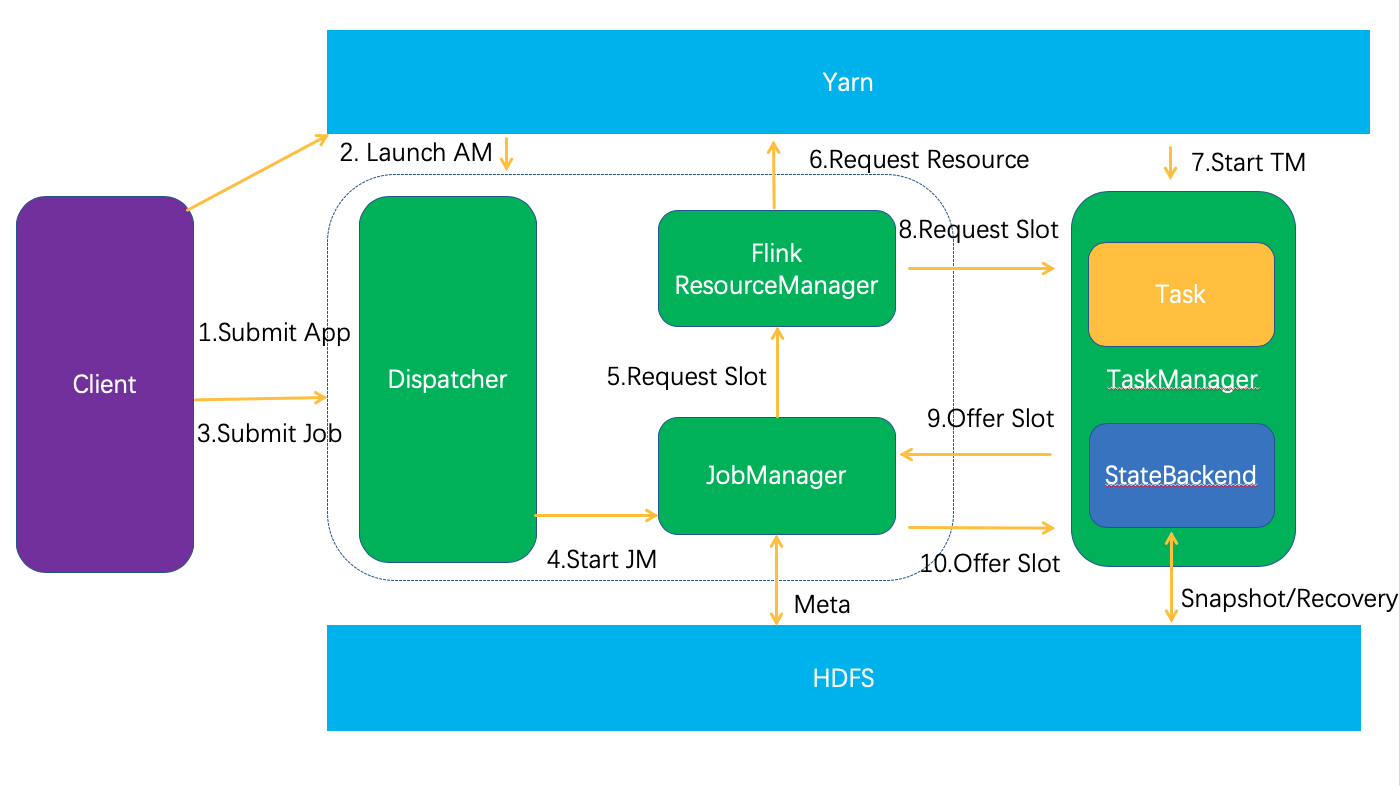 Yarn
2. Launch AM
6.Request Resource
7.Start TM
8.Request Slot
Flink
ResourceManager
Task
1.Submit App
Client
Dispatcher
5.Request Slot
TaskManager
3.Submit Job
9.Offer Slot
JobManager
StateBackend
4.Start JM
10.Offer Slot
Meta
Snapshot/Recovery
HDFS